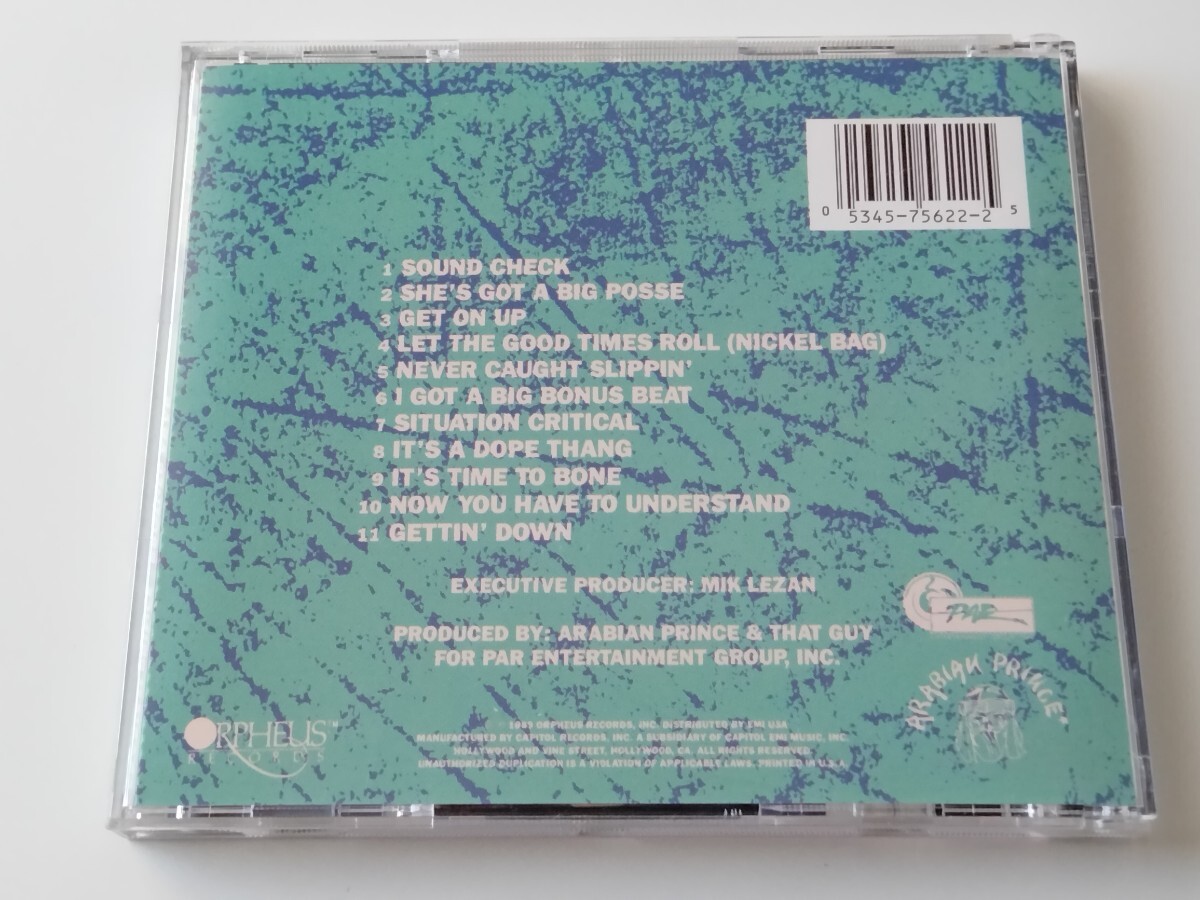 0 5345-75622-2 5
1 SOUND CHECK
2 SHE'S GOT A BIG POSSE
3 GET ON UP
4 LET THE GOOD TIMES ROLL (NICKEL BAG)
5 NEVER CAUGHT SLIPPIN'
6 I GOT A BIG BONUS BEAT
7 SITUATION CRITICAL
8 IT'S A DOPE THANG
9 IT'S TIME TO BONE
10 NOW YOU HAVE TO UNDERSTAND
11 GETTIN' DOWN
EXECUTIVE PRODUCER: MIK LEZAN
PRODUCED BY: ARABIAN PRINCE & THAT GUY
FOR PAR ENTERTAINMENT GROUP, INC.
PAR
ARABIAN PRINCE
ORPHEUS
RECORDS
1989 ORPHEUS RECORDS, INC. DISTRIBUTED BY EMI USA
MANUFACTURED BY CAPITOL RECORDS, INC. A SUBSIDIARY OF CAPITOL EMI MUSIC, INC.
HOLLYWOOD AND VINE STREET, HOLLYWOOD, CA. ALL RIGHTS RESERVED.
UNAUTHORIZED DUPLICATION IS A VIOLATION OF APPLICABLE LAWS. PRINTED IN U.S.A.